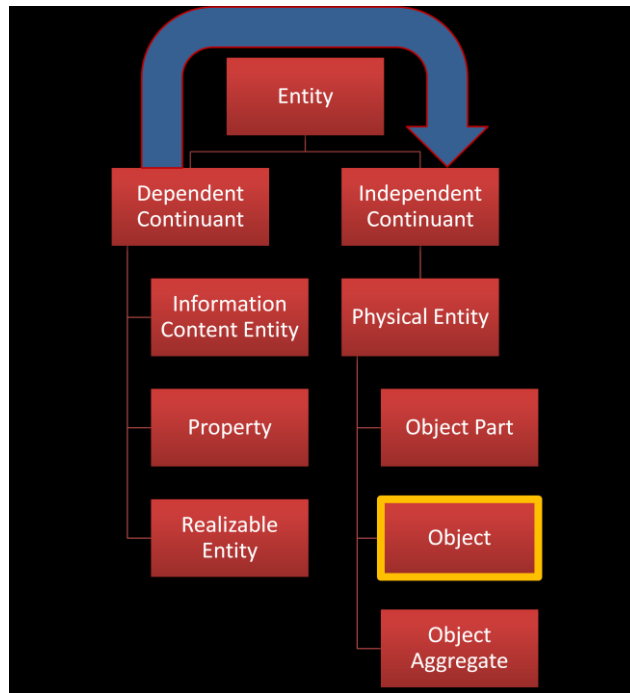 Entity
Dependent
Continuant
Independent
Continuant
Information
Content Entity
Physical Entity
Property
Object Part
Realizable
Entity
Object
Object
Aggregate